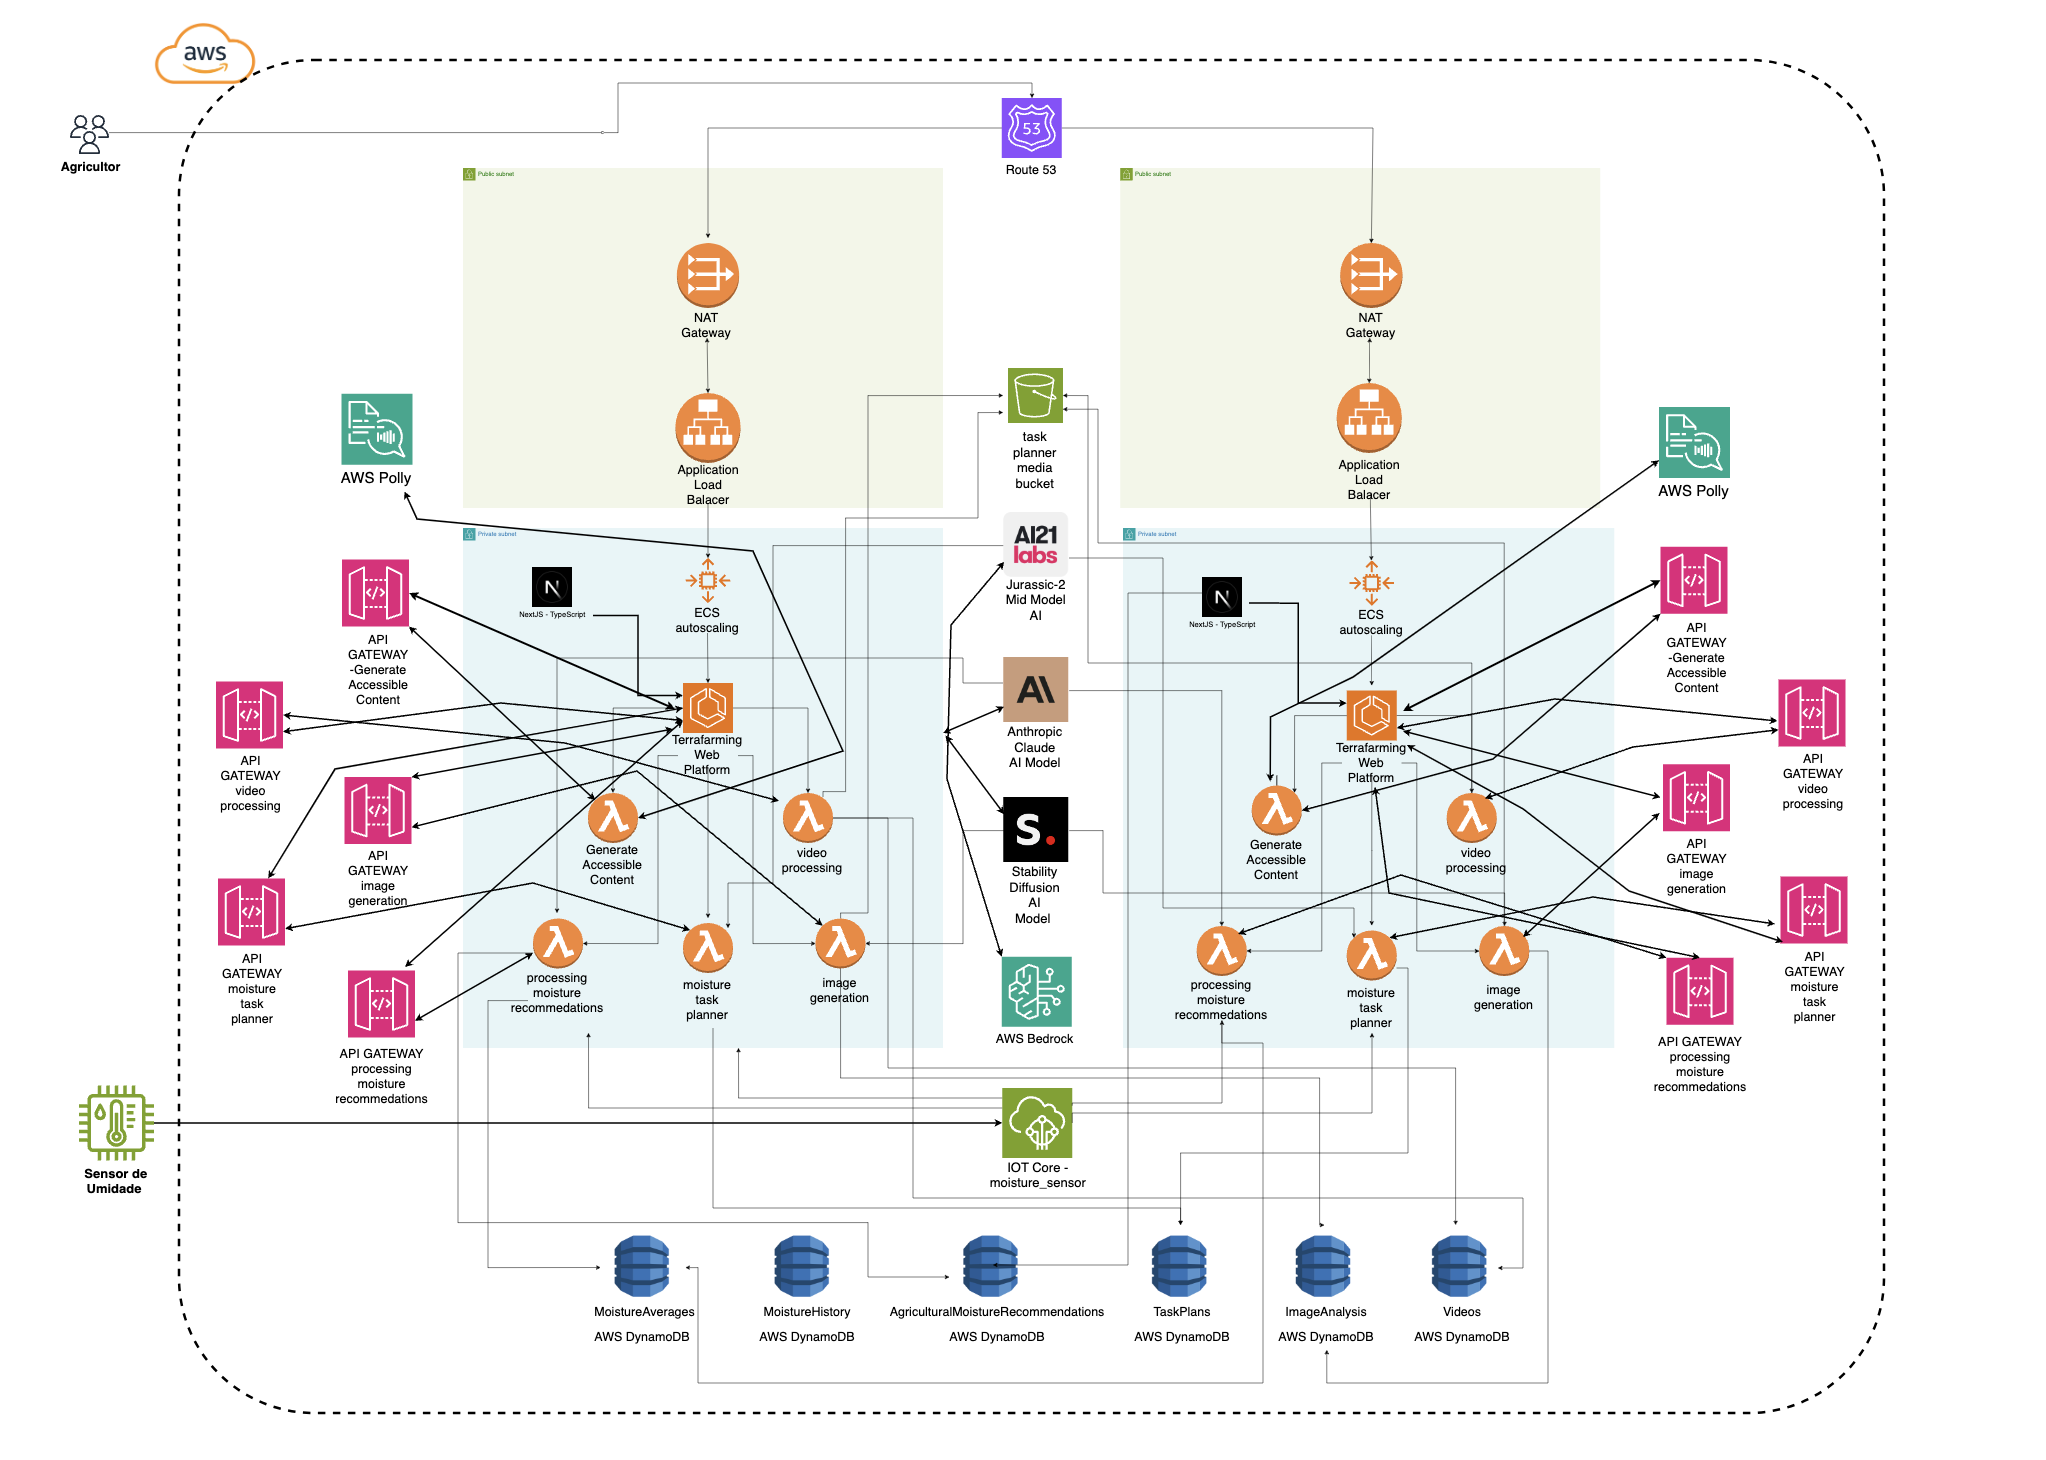 aws
Agricultor
53
Route 53
Public subnet
Public subnet
NAT
Gateway
NAT
Gateway
Application
Load
Balacer
Application
Load
Balacer
task
planner
media
bucket
AWS Polly
AWS Polly
Private subnet
Private subnet
AI21
labs
Jurassic-2
Mid Model
AI
N
NextJS - TypeScript
ECS
autoscaling
N
NextJS - TypeScript
ECS
autoscaling
API
GATEWAY
-Generate
Accessible
Content
API
GATEWAY
-Generate
Accessible
Content
A\
Anthropic
Claude
AI Model
Terrafarming
Web
Platform
Terrafarming
Web
Platform
API
GATEWAY
video
processing
API
GATEWAY
video
processing
API
GATEWAY
image
generation
API
GATEWAY
image
generation
Generate
Accessible
Content
video
processing
S.
Stability
Diffusion
AI
Model
Generate
Accessible
Content
video
processing
API
GATEWAY
moisture
task
planner
API
GATEWAY
moisture
task
planner
processing
moisture
recommedations
moisture
task
planner
image
generation
AWS Bedrock
processing
moisture
recommedations
moisture
task
planner
image
generation
API GATEWAY
processing
moisture
recommedations
API GATEWAY
processing
moisture
recommedations
Sensor de
Umidade
IOT Core -
moisture_sensor
MoistureAverages
AWS DynamoDB
MoistureHistory
AWS DynamoDB
AgriculturalMoistureRecommendations
AWS DynamoDB
TaskPlans
AWS DynamoDB
ImageAnalysis
AWS DynamoDB
Videos
AWS DynamoDB